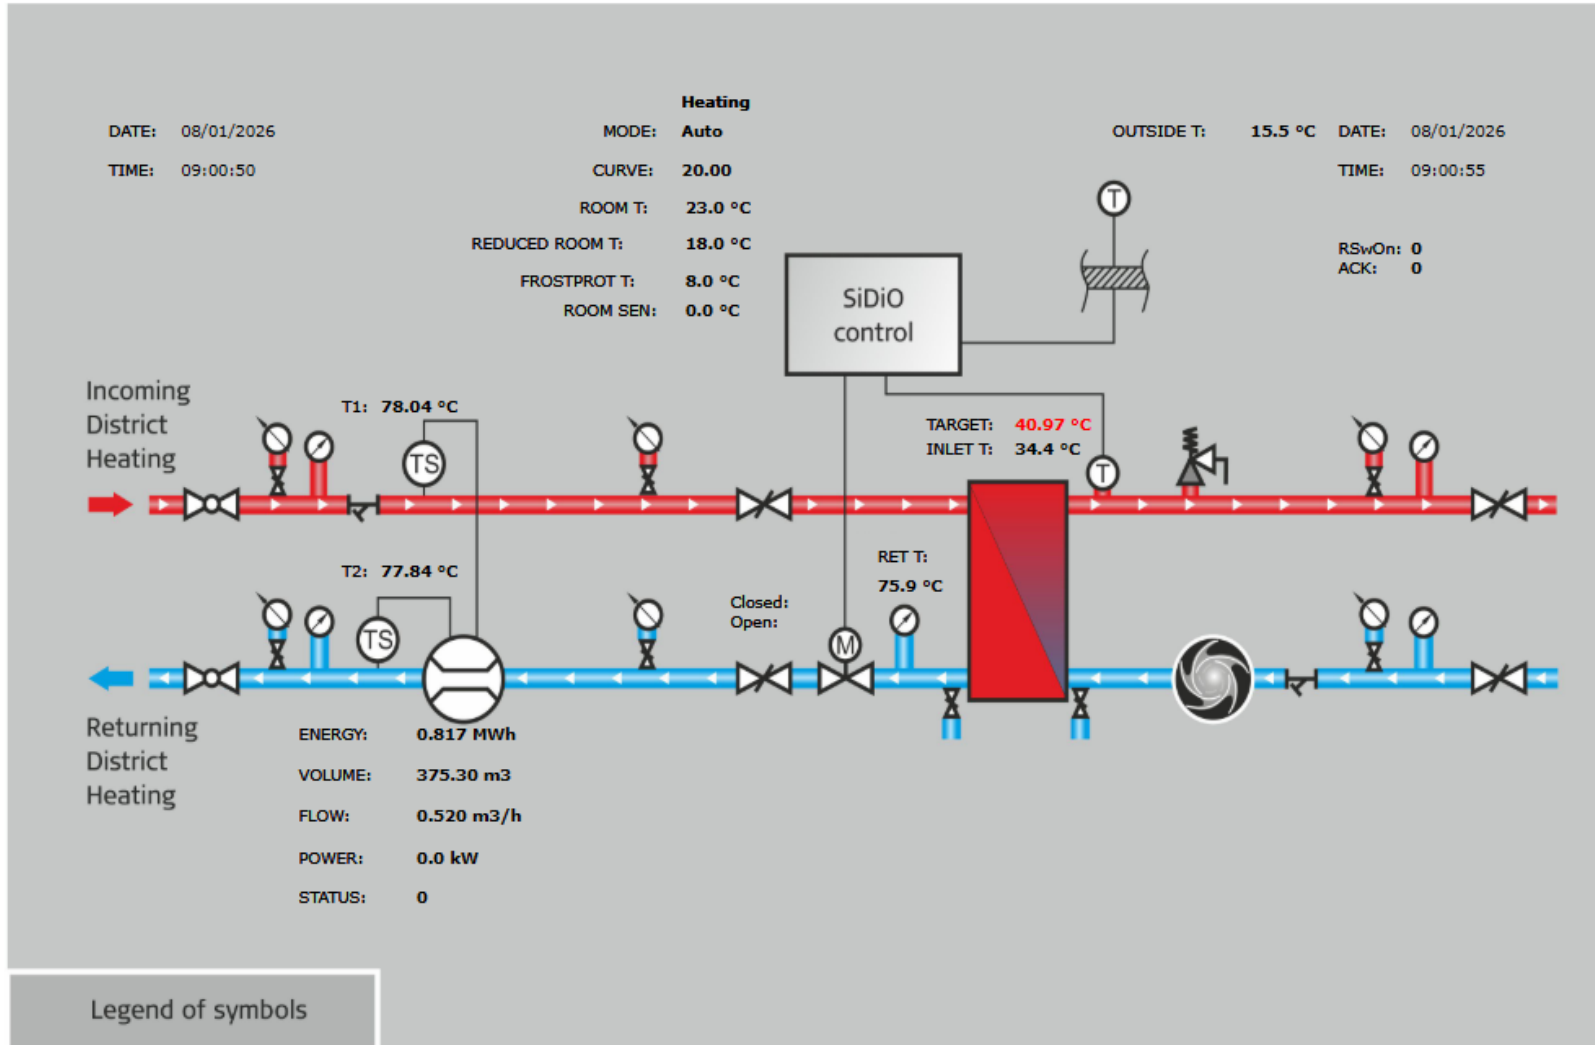 Heating
DATE: 08/01/2026
MODE: Auto
OUTSIDE T: 15.5 °C
DATE: 08/01/2026
TIME: 09:00:50
CURVE: 20.00
TIME: 09:00:55
ROOM T: 23.0 °C
REDUCED ROOM T: 18.0 °C
FROSTPROT T: 8.0 °C
ROOM SEN: 0.0 °C
RSwOn: 0
ACK: 0
T
SiDiO
control
Incoming
District
Heating
T1: 78.04 °C
TS
TARGET: 40.97 °C
INLET T: 34.4 °C
T
T2: 77.84 °C
TS
RET T:
75.9 °C
Closed:
Open:
M
Returning
District
Heating
ENERGY: 0.817 MWh
VOLUME: 375.30 m3
FLOW: 0.520 m3/h
POWER: 0.0 kW
STATUS: 0
Legend of symbols